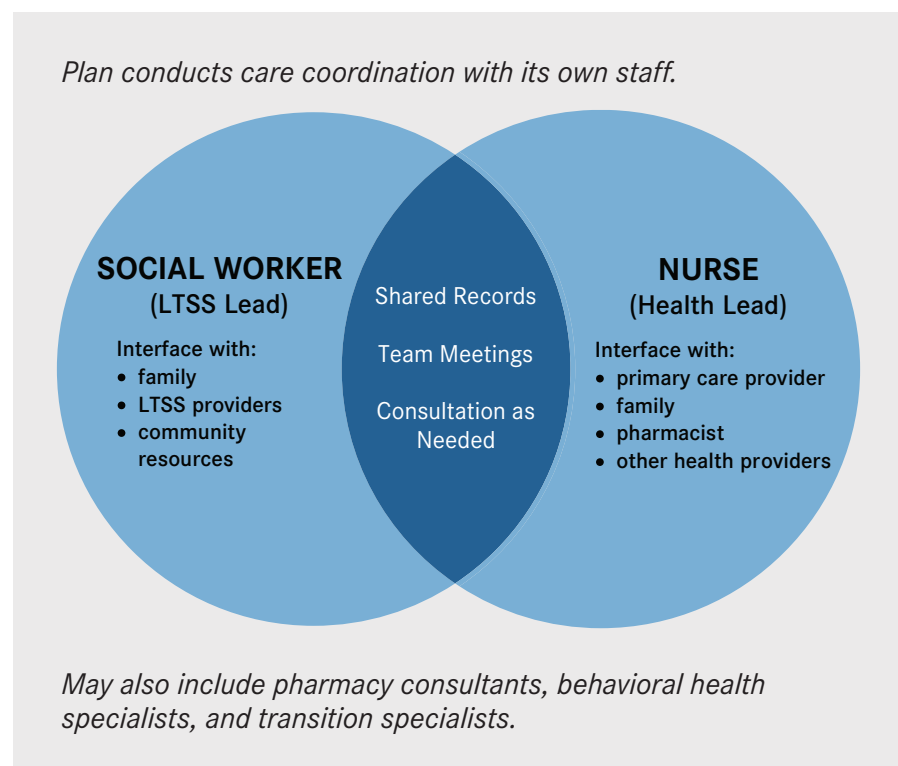 Plan conducts care coordination with its own staff.
SOCIAL WORKER
(LTSS Lead)
Interface with:
• family
• LTSS providers
• community
resources
Shared Records
Team Meetings
Consultation as
Needed
NURSE
(Health Lead)
Interface with:
• primary care provider
• family
• pharmacist
• other health providers
May also include pharmacy consultants, behavioral health
specialists, and transition specialists.